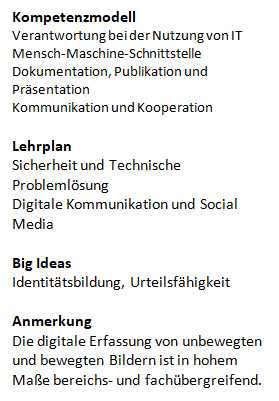 Kompetenzmodell
Verantwortung bei der Nutzung von IT
Mensch-Maschine-Schnittstelle
Dokumentation, Publikation und
Präsentation
Kommunikation und Kooperation
Lehrplan
Sicherheit und Technische
Problemlösung
Digitale Kommunikation und Social
Media
Big Ideas
Identitätsbildung, Urteilsfähigkeit
Anmerkung
Die digitale Erfassung von unbewegten
und bewegten Bildern ist in hohem
Maße bereichs- und fachübergreifend.